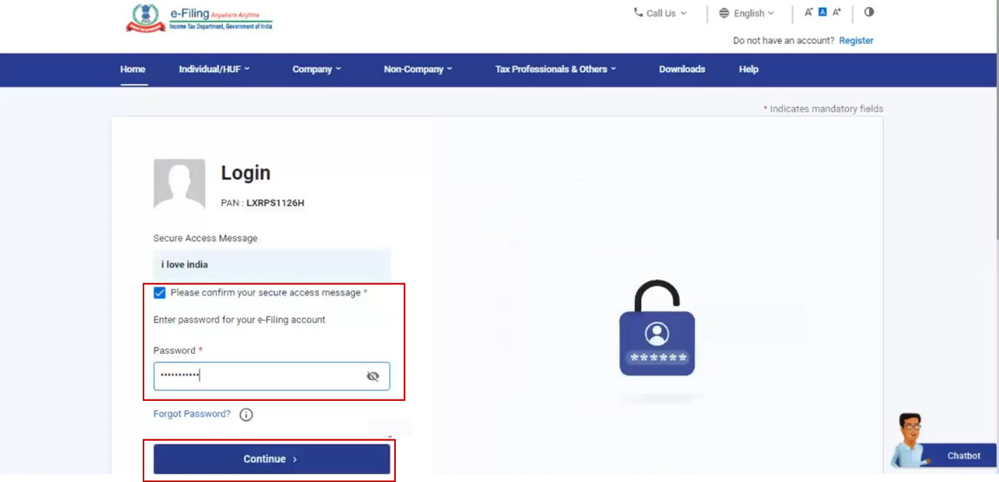 e-Filing Anywhere Anytime
Income Tax Department, Government of India
Call Us
English
A- A A+
Do not have an account? Register
Home Individual/HUF Company Non-Company Tax Professionals & Others Downloads Help
* Indicates mandatory fields
Login
PAN : LXRPS1126H
Secure Access Message
i love india
Please confirm your secure access message *
Enter password for your e-Filing account
Password *
•••••••••••
******
Forgot Password?
Continue >
Chatbot